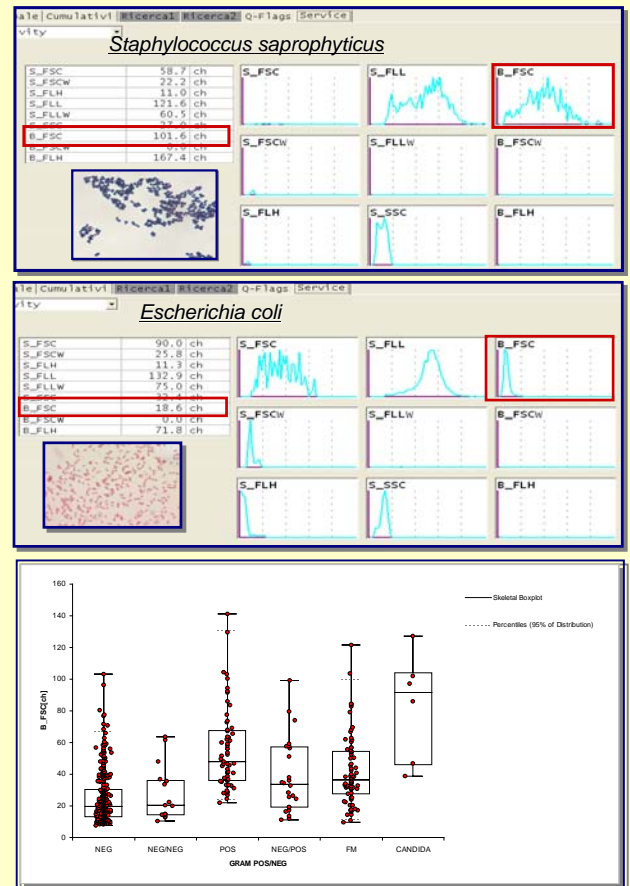 ale Cumulativi Ricerca1 Ricerca2 Q-Flags Service
vity
Staphylococcus saprophyticus
S_FSC 58.7 ch
S_FSCW 22.2 ch
S_FLH 11.0 ch
S_FLL 121.6 ch
S_FLLW 60.5 ch
B_FSC 101.6 ch
B_FLH 167.4 ch
S_FSC S_FLL B_FSC
S_FSCW S_FLLW B_FSCW
S_FLH S_SSC B_FLH
ale Cumulativi Ricerca1 Ricerca2 Q-Flags Service
vity
Escherichia coli
S_FSC 90.0 ch
S_FSCW 25.8 ch
S_FLH 11.3 ch
S_FLL 132.9 ch
S_FLLW 75.0 ch
B_FSC 18.6 ch
B_FSCW 0.0 ch
B_FLH 71.8 ch
S_FSC S_FLL B_FSC
S_FSCW S_FLLW B_FSCW
S_FLH S_SSC B_FLH
160
140
120
100
80
60
40
20
0
B_FSC[ch]
Skeletal Boxplot
Percentiles (95% of Distribution)
NEG NEG/NEG POS NEG/POS FM CANDIDA
GRAM POS/NEG